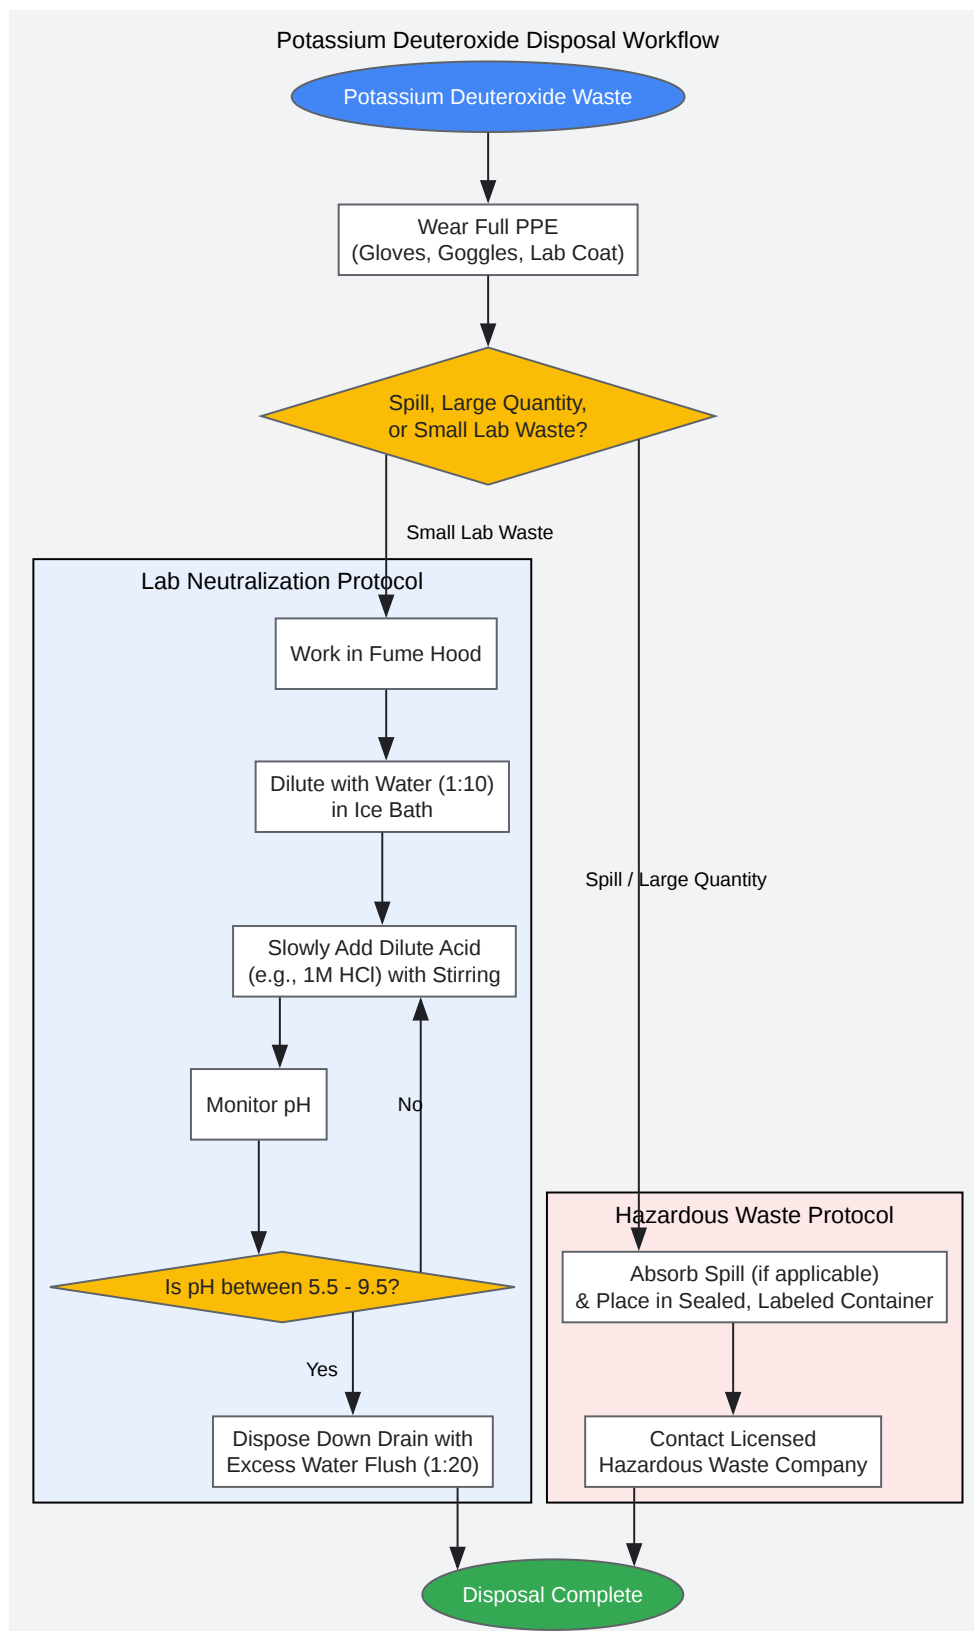 Potassium Deuteroxide Disposal Workflow
Potassium Deuteroxide Waste
Wear Full PPE
(Gloves, Goggles, Lab Coat)
Spill, Large Quantity,
or Small Lab Waste?
Small Lab Waste
Lab Neutralization Protocol
Work in Fume Hood
Dilute with Water (1:10)
in Ice Bath
Spill / Large Quantity
Slowly Add Dilute Acid
(e.g., 1M HCl) with Stirring
Monitor pH
No
Is pH between 5.5 - 9.5?
Yes
Dispose Down Drain with
Excess Water Flush (1:20)
Hazardous Waste Protocol
Absorb Spill (if applicable)
& Place in Sealed, Labeled Container
Contact Licensed
Hazardous Waste Company
Disposal Complete